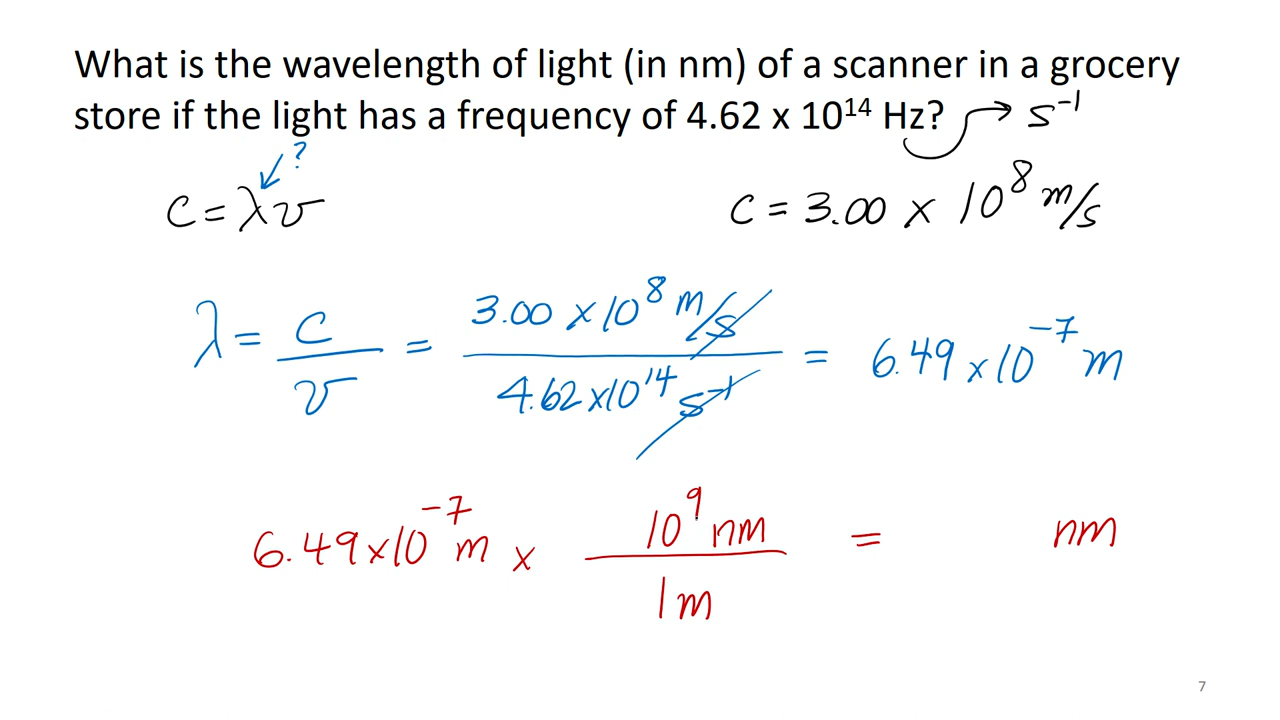 What is the wavelength of light (in nm) of a scanner in a grocery
store if the light has a frequency of 4.62 x 10¹⁴ Hz? → s⁻¹
?
c = λν
c = 3.00 × 10⁸ m/s
λ = c/ν = 3.00 × 10⁸ m/s / 4.62 × 10¹⁴ s⁻¹ = 6.49 × 10⁻⁷ m
6.49 × 10⁻⁷ m × 10⁹ nm / 1 m = nm
7